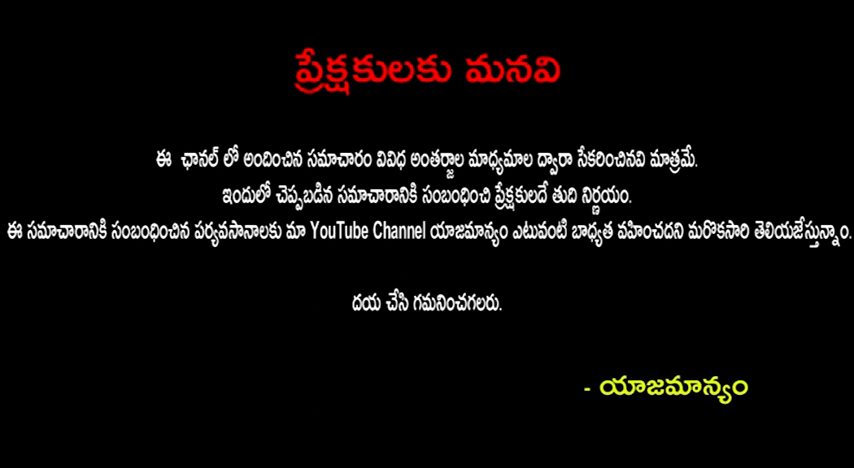 ప్రేక్షకులకు మనవి
ఈ ఛానల్ లో అందించిన సమాచారం వివిధ అంతర్జాల మాధ్యమాల ద్వారా సేకరించినవి మాత్రమే.
ఇందులో చెప్పబడిన సమాచారానికి సంబంధించి ప్రేక్షకులదే తుది నిర్ణయం.
ఈ సమాచారానికి సంబంధించిన పర్యవసానాలకు మా YouTube Channel యాజమాన్యం ఎటువంటి బాధ్యత వహించదని మరొకసారి తెలియజేస్తున్నాం.
దయ చేసి గమనించగలరు.
- యాజమాన్యం